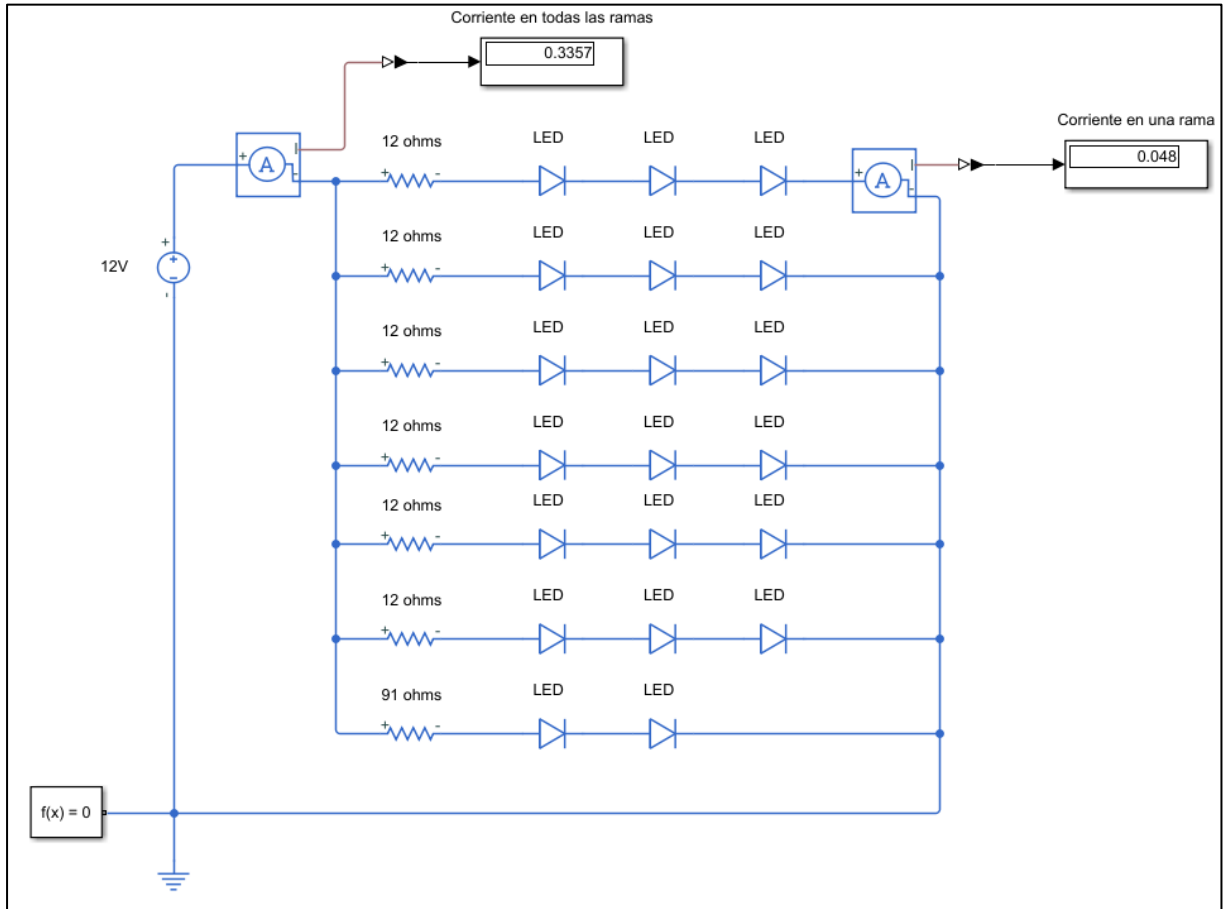 Corriente en todas las ramas
0.3357
Corriente en una rama
0.048
12 ohms LED LED LED
+ A I -
+ - + A I -
12 ohms LED LED LED
+ -
12V + + - -
12 ohms LED LED LED
+ -
12 ohms LED LED LED
+ -
12 ohms LED LED LED
+ -
12 ohms LED LED LED
+ -
91 ohms LED LED
+ -
f(x) = 0